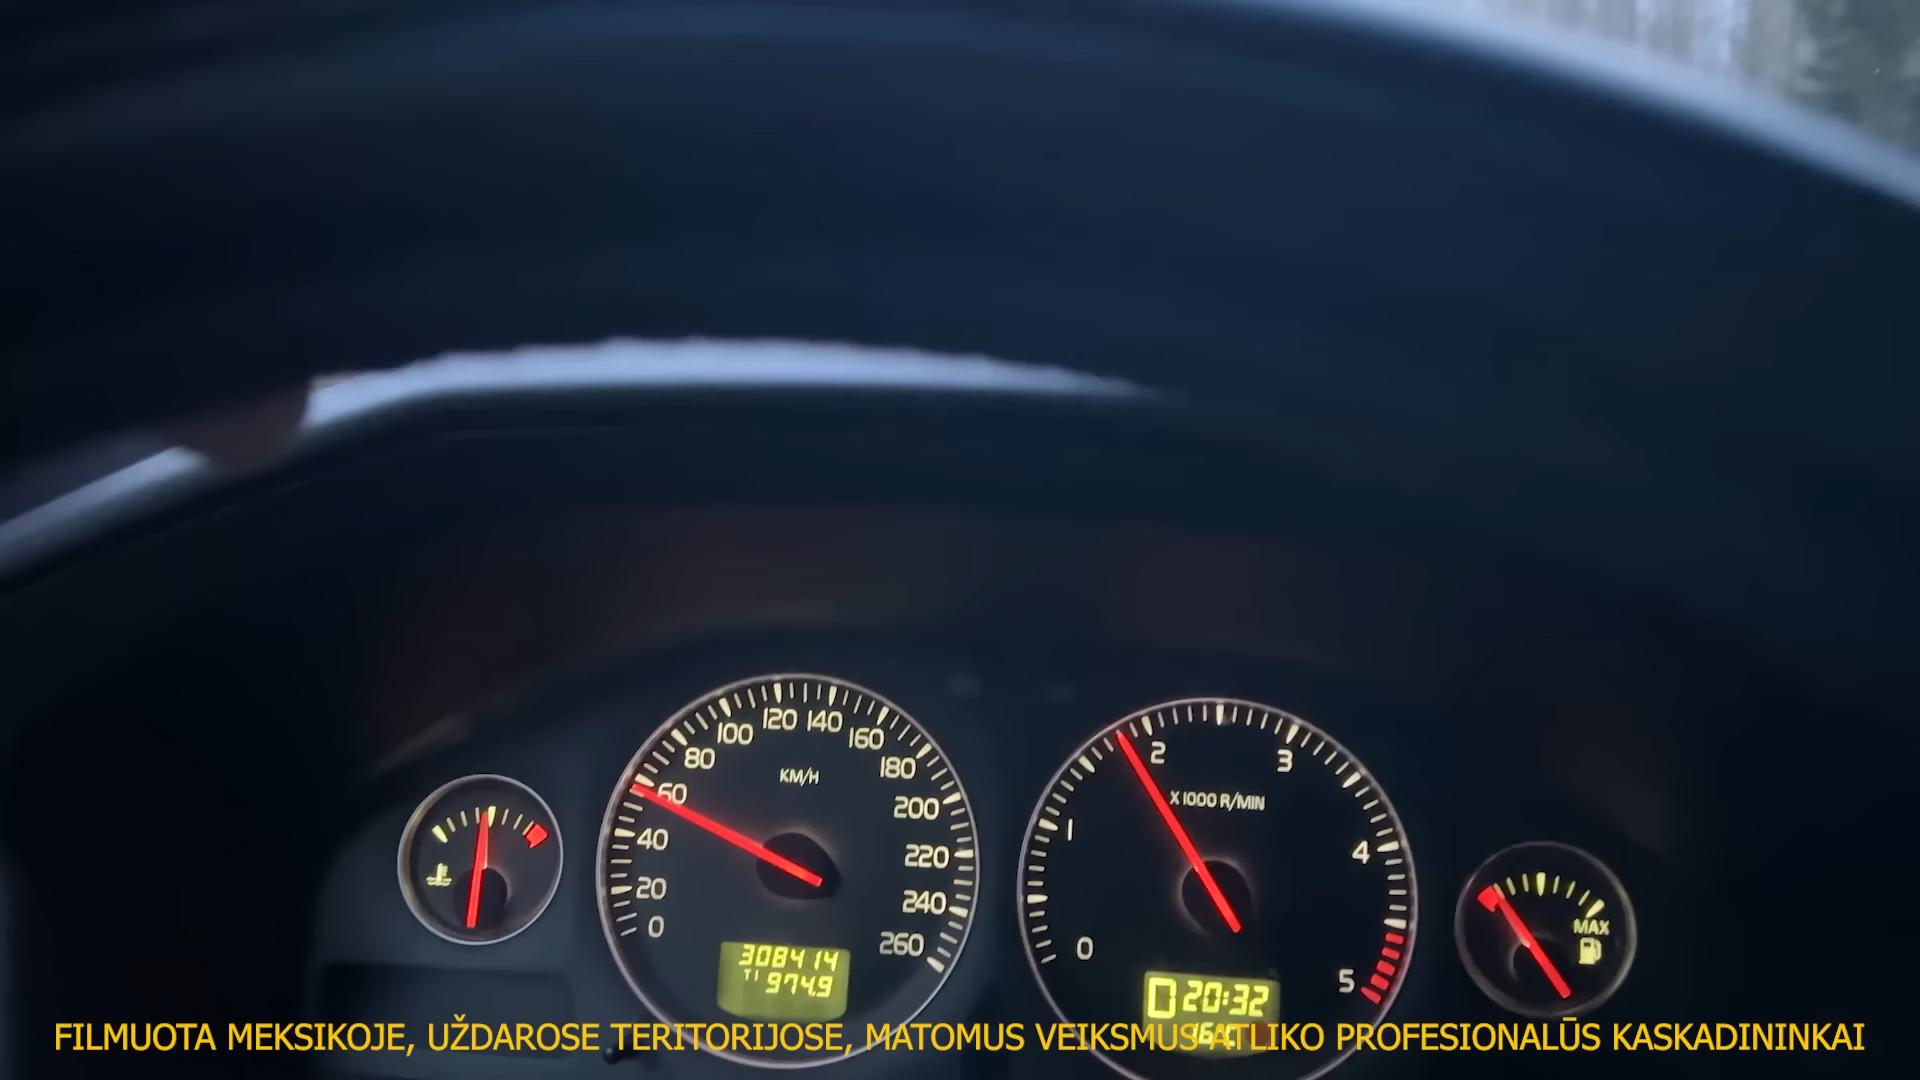 120 140
100 160
80 180
60 KM/H 200
40 220
20 240
0 260
308414
T1 974.9
2 3
X 1000 R/MIN
1 4
0 5
20:32
MAX
FILMUOTA MEKSIKOJE, UŽDAROSE TERITORIJOSE, MATOMUS VEIKSMUS ATLIKO PROFESIONALŪS KASKADININKAI